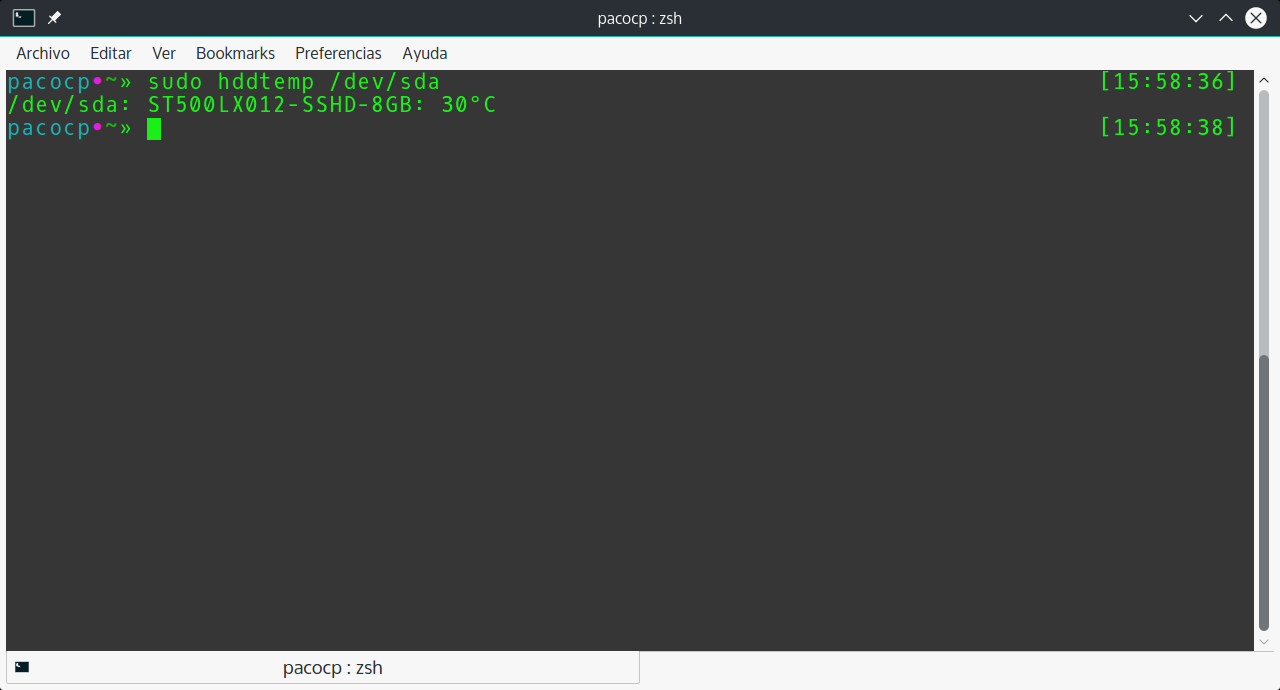 pacocp : zsh
Archivo Editar Ver Bookmarks Preferencias Ayuda
pacocp•~» sudo hddtemp /dev/sda [15:58:36]
/dev/sda: ST500LX012-SSHD-8GB: 30°C
pacocp•~» [15:58:38]
pacocp : zsh